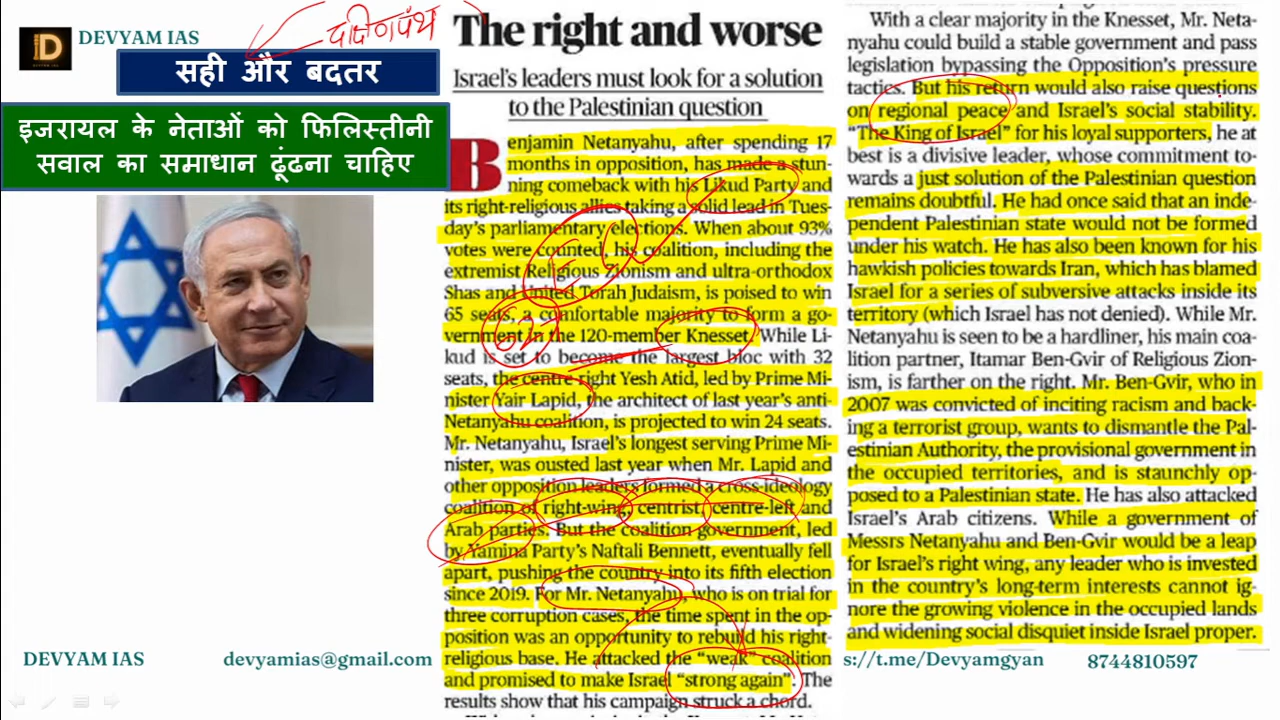 DEVYAM IAS
दक्षिणपंथ
सही और बदतर
इजरायल के नेताओं को फिलिस्तीनी
सवाल का समाधान ढूंढना चाहिए
The right and worse
Israel's leaders must look for a solution
to the Palestinian question
Benjamin Netanyahu, after spending 17
months in opposition, has made a stun-
ning comeback with his Likud Party and
its right-religious allies taking a solid lead in Tues-
day's parliamentary elections. When about 93%
votes were counted, his coalition, including the
extremist Religious Zionism and ultra-orthodox
Shas and United Torah Judaism, is poised to win
65 seats, a comfortable majority to form a go-
vernment in the 120-member Knesset. While Li-
kud is set to become the largest bloc with 32
seats, the centre right Yesh Atid, led by Prime Mi-
nister Yair Lapid, the architect of last year's anti-
Netanyahu coalition, is projected to win 24 seats.
Mr. Netanyahu, Israel's longest serving Prime Mi-
nister, was ousted last year when Mr. Lapid and
other opposition leaders formed a cross-ideology
coalition of right-wing, centrist, centre-left and
Arab parties. But the coalition government, led
by Yamina Party's Naftali Bennett, eventually fell
apart, pushing the country into its fifth election
since 2019. For Mr. Netanyahu, who is on trial for
three corruption cases, the time spent in the op-
position was an opportunity to rebuild his right-
religious base. He attacked the "weak" coalition
and promised to make Israel "strong again". The
results show that his campaign struck a chord.
With a clear majority in the Knesset, Mr. Neta-
nyahu could build a stable government and pass
legislation bypassing the Opposition's pressure
tactics. But his return would also raise questions
on regional peace and Israel's social stability.
"The King of Israel" for his loyal supporters, he at
best is a divisive leader, whose commitment to-
wards a just solution of the Palestinian question
remains doubtful. He had once said that an inde-
pendent Palestinian state would not be formed
under his watch. He has also been known for his
hawkish policies towards Iran, which has blamed
Israel for a series of subversive attacks inside its
territory (which Israel has not denied). While Mr.
Netanyahu is seen to be a hardliner, his main coa-
lition partner, Itamar Ben-Gvir of Religious Zion-
ism, is farther on the right. Mr. Ben-Gvir, who in
2007 was convicted of inciting racism and back-
ing a terrorist group, wants to dismantle the Pal-
estinian Authority, the provisional government in
the occupied territories, and is staunchly op-
posed to a Palestinian state. He has also attacked
Israel's Arab citizens. While a government of
Messrs Netanyahu and Ben-Gvir would be a leap
for Israel's right wing, any leader who is invested
in the country's long-term interests cannot ig-
nore the growing violence in the occupied lands
and widening social disquiet inside Israel proper.
DEVYAM IAS
devyamias@gmail.com
s://t.me/Devyamgyan
8744810597